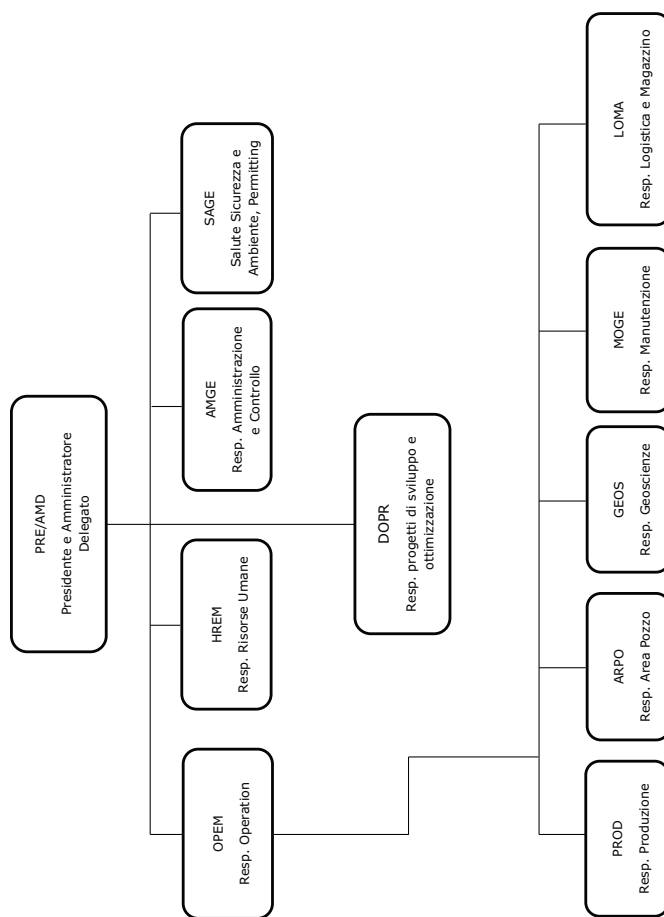 PRE/AMD
Presidente e Amministratore
Delegato
OPEM
Resp. Operation
HREM
Resp. Risorse Umane
AMGE
Resp. Amministrazione
e Controllo
SAGE
Salute Sicurezza e
Ambiente, Permitting
DOPR
Resp. progetti di sviluppo e
ottimizzazione
PROD
Resp. Produzione
ARPO
Resp. Area Pozzo
GEOS
Resp. Geoscienze
MOGE
Resp. Manutenzione
LOMA
Resp. Logistica e Magazzino